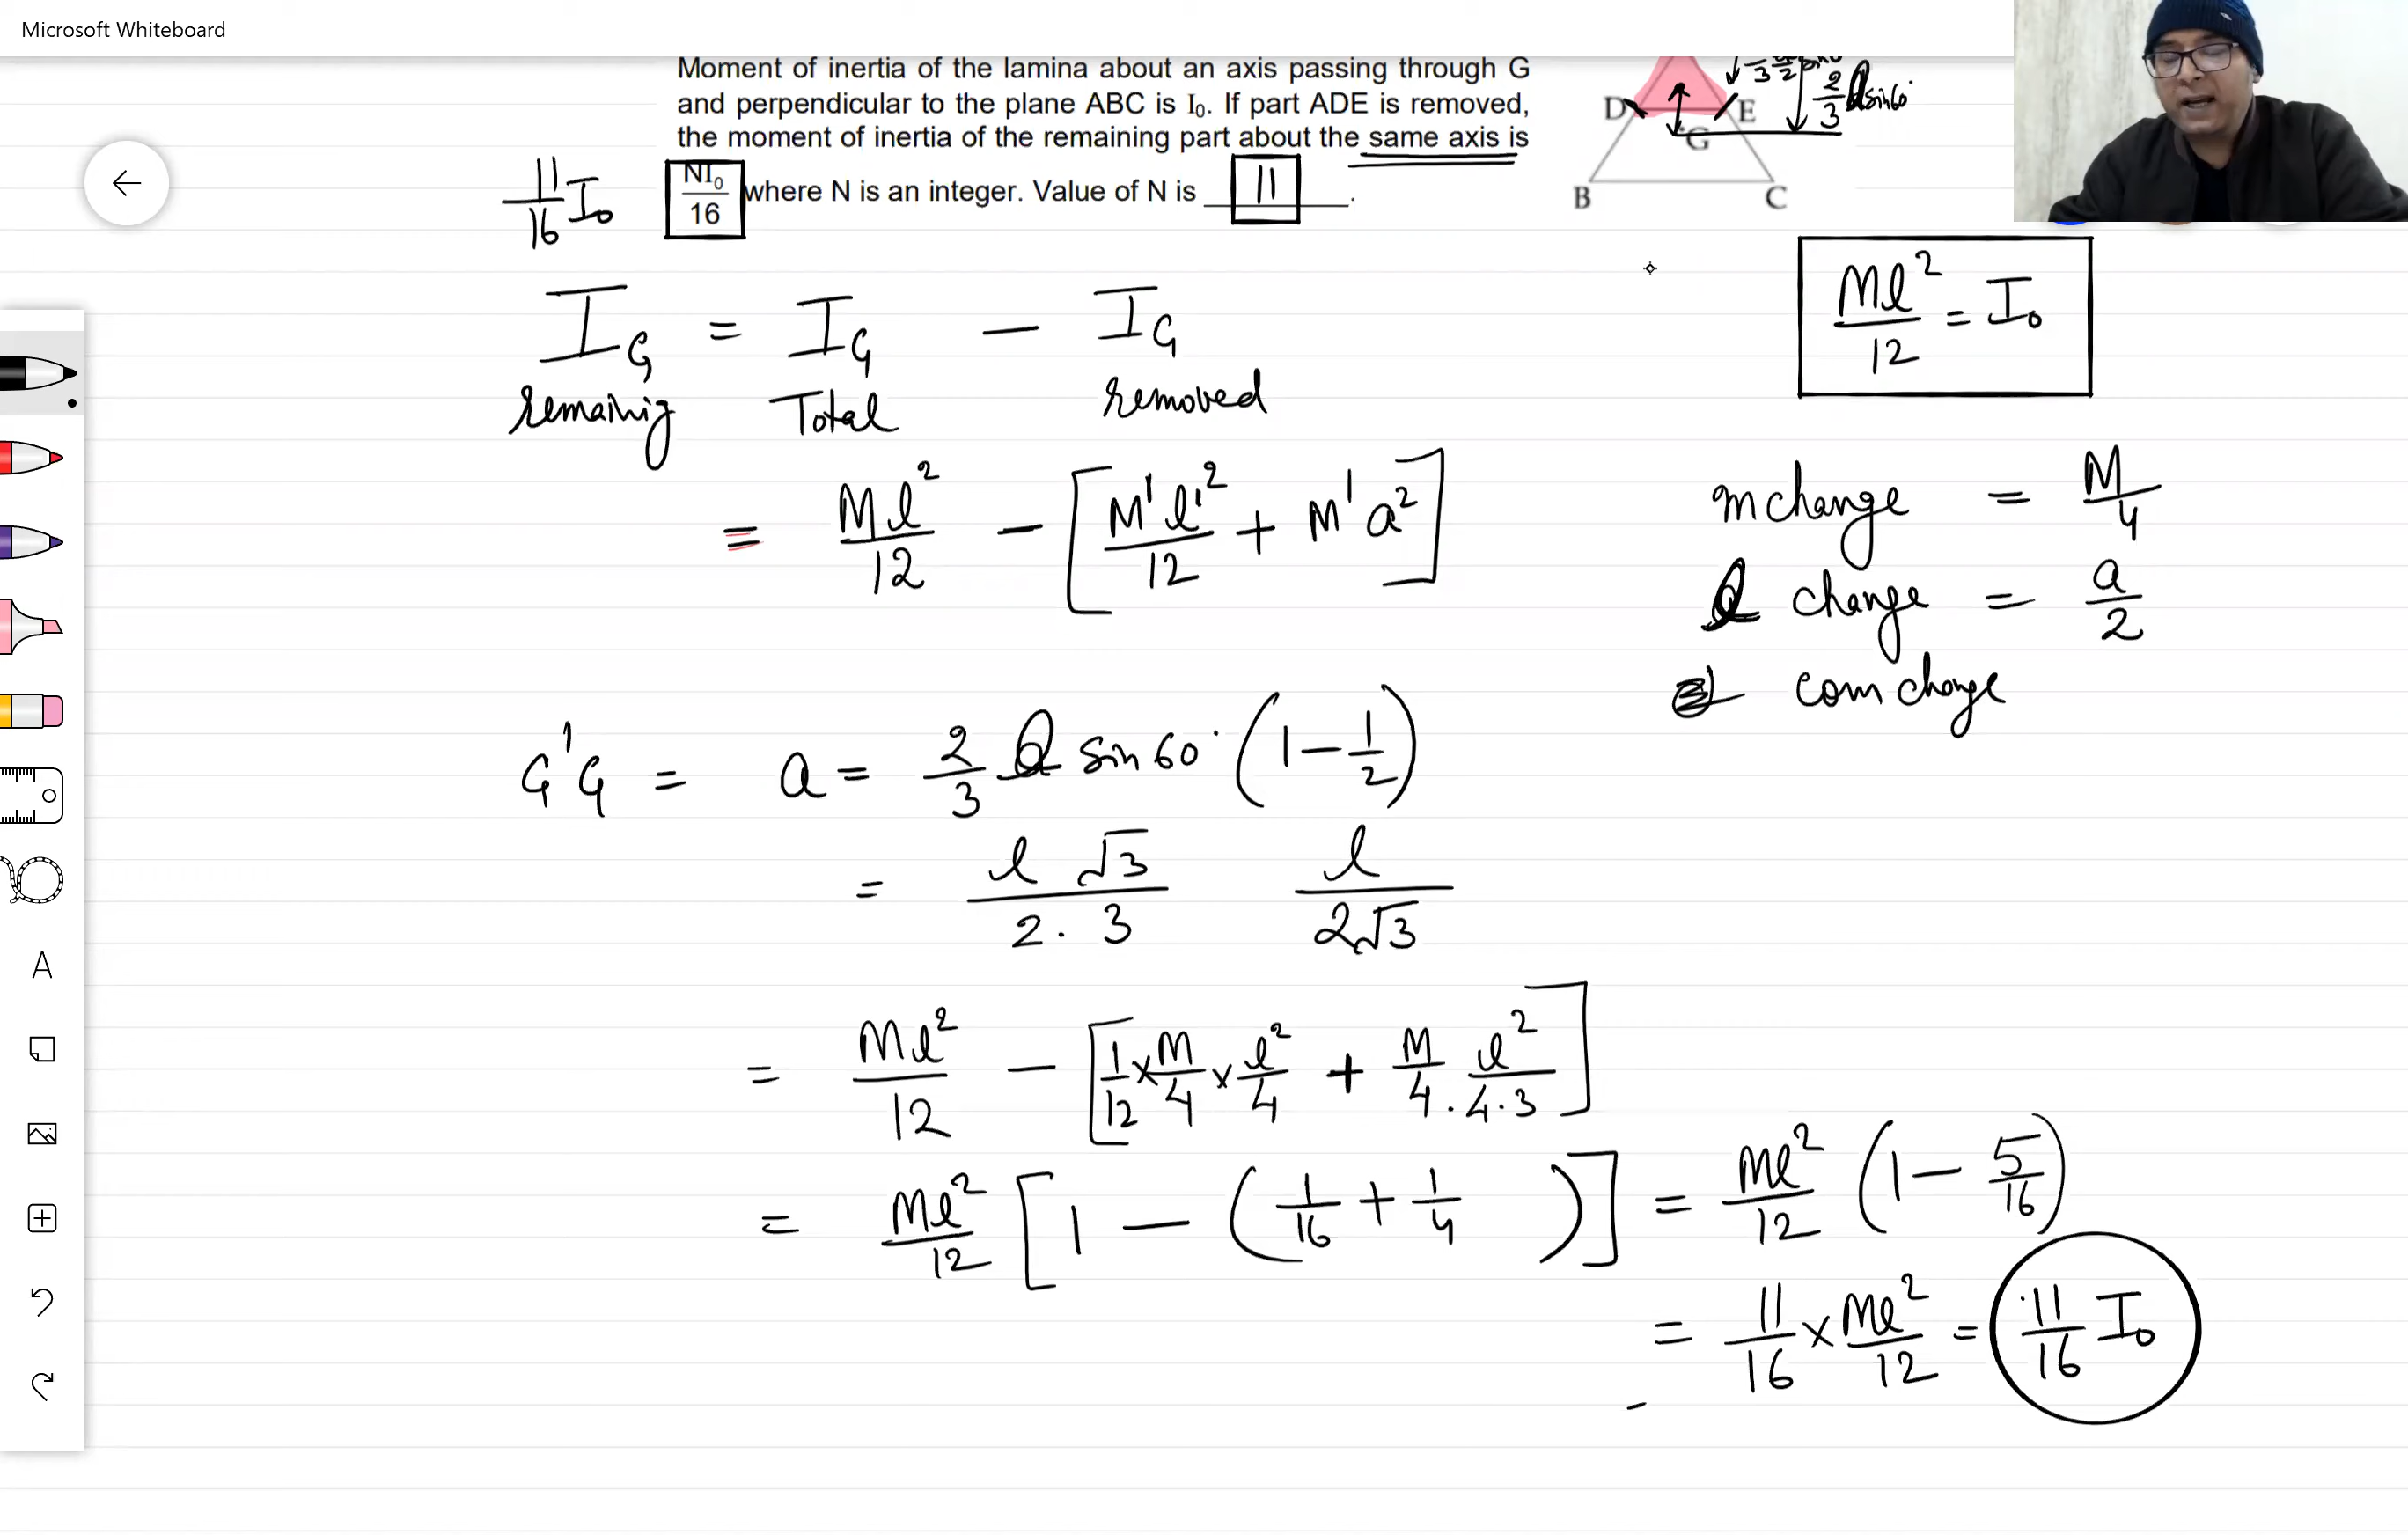 Microsoft Whiteboard
Moment of inertia of the lamina about an axis passing through G
and perpendicular to the plane ABC is I₀. If part ADE is removed,
the moment of inertia of the remaining part about the same axis is
NI₀/16 where N is an integer. Value of N is ______ 11 .
11/16 I₀
D E
G
B C
2/3 l sin60°
Ml²/12 = I₀
I_G = I_G − I_G
remainig Total removed
= Ml²/12 − [M'l'²/12 + M'a²]
m change = M/4
l change = a/2
com change
G'G = a = 2/3 l sin60° (1 − 1/2)
= l √3 / 2·3 l / 2√3
= Ml²/12 − [1/12 × M/4 × l²/4 + M/4 · l²/4·3]
= Ml²/12 [1 − (1/16 + 1/4)] = Ml²/12 (1 − 5/16)
= 11/16 × Ml²/12 = 11/16 I₀
A